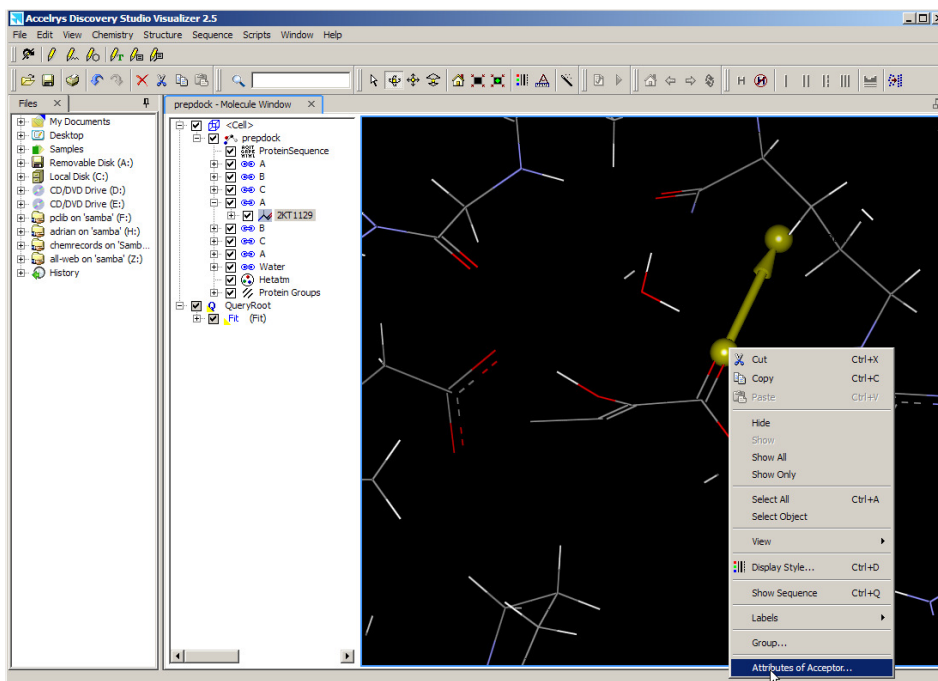 Accelrys Discovery Studio Visualizer 2.5
File Edit View Chemistry Structure Sequence Scripts Window Help
Files
prepdock - Molecule Window
My Documents
Desktop
Samples
Removable Disk (A:)
Local Disk (C:)
CD/DVD Drive (D:)
CD/DVD Drive (E:)
pclib on 'samba' (F:)
adrian on 'samba' (H:)
chemrecords on 'Samb...
all-web on 'samba' (Z:)
History
<Cell>
prepdock
ProteinSequence
A
B
C
A
2KT1129
B
C
A
Water
Hetatm
Protein Groups
QueryRoot
Fit (Fit)
H H
Cut Ctrl+X
Copy Ctrl+C
Paste Ctrl+V
Hide
Show
Show All
Show Only
Select All Ctrl+A
Select Object
View
Display Style... Ctrl+D
Show Sequence Ctrl+Q
Labels
Group...
Attributes of Acceptor...